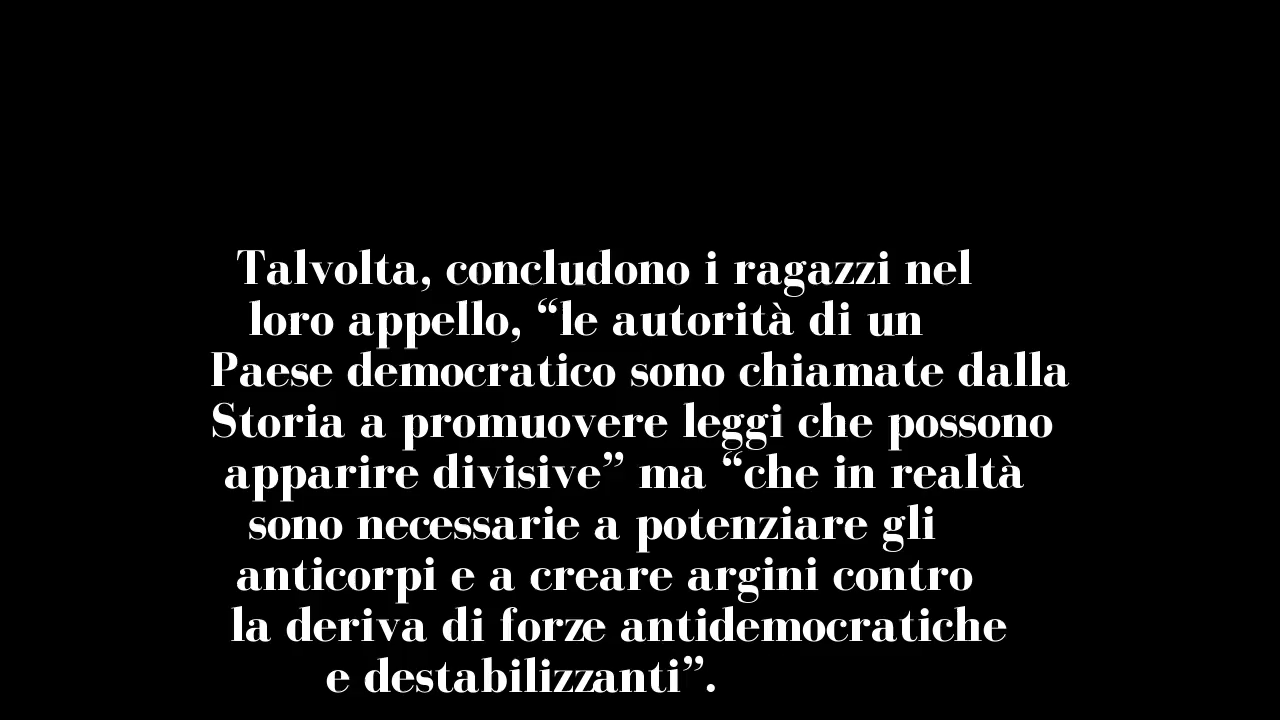 Talvolta, concludono i ragazzi nel
loro appello, “le autorità di un
Paese democratico sono chiamate dalla
Storia a promuovere leggi che possono
apparire divisive” ma “che in realtà
sono necessarie a potenziare gli
anticorpi e a creare argini contro
la deriva di forze antidemocratiche
e destabilizzanti”.